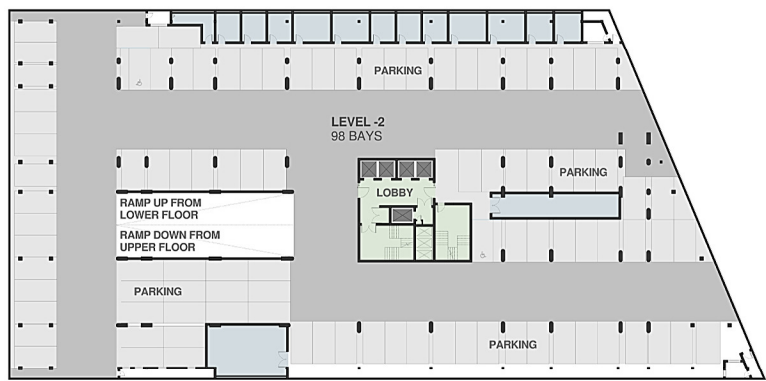 PARKING
LEVEL -2
98 BAYS
PARKING
LOBBY
RAMP UP FROM
LOWER FLOOR
RAMP DOWN FROM
UPPER FLOOR
PARKING
PARKING